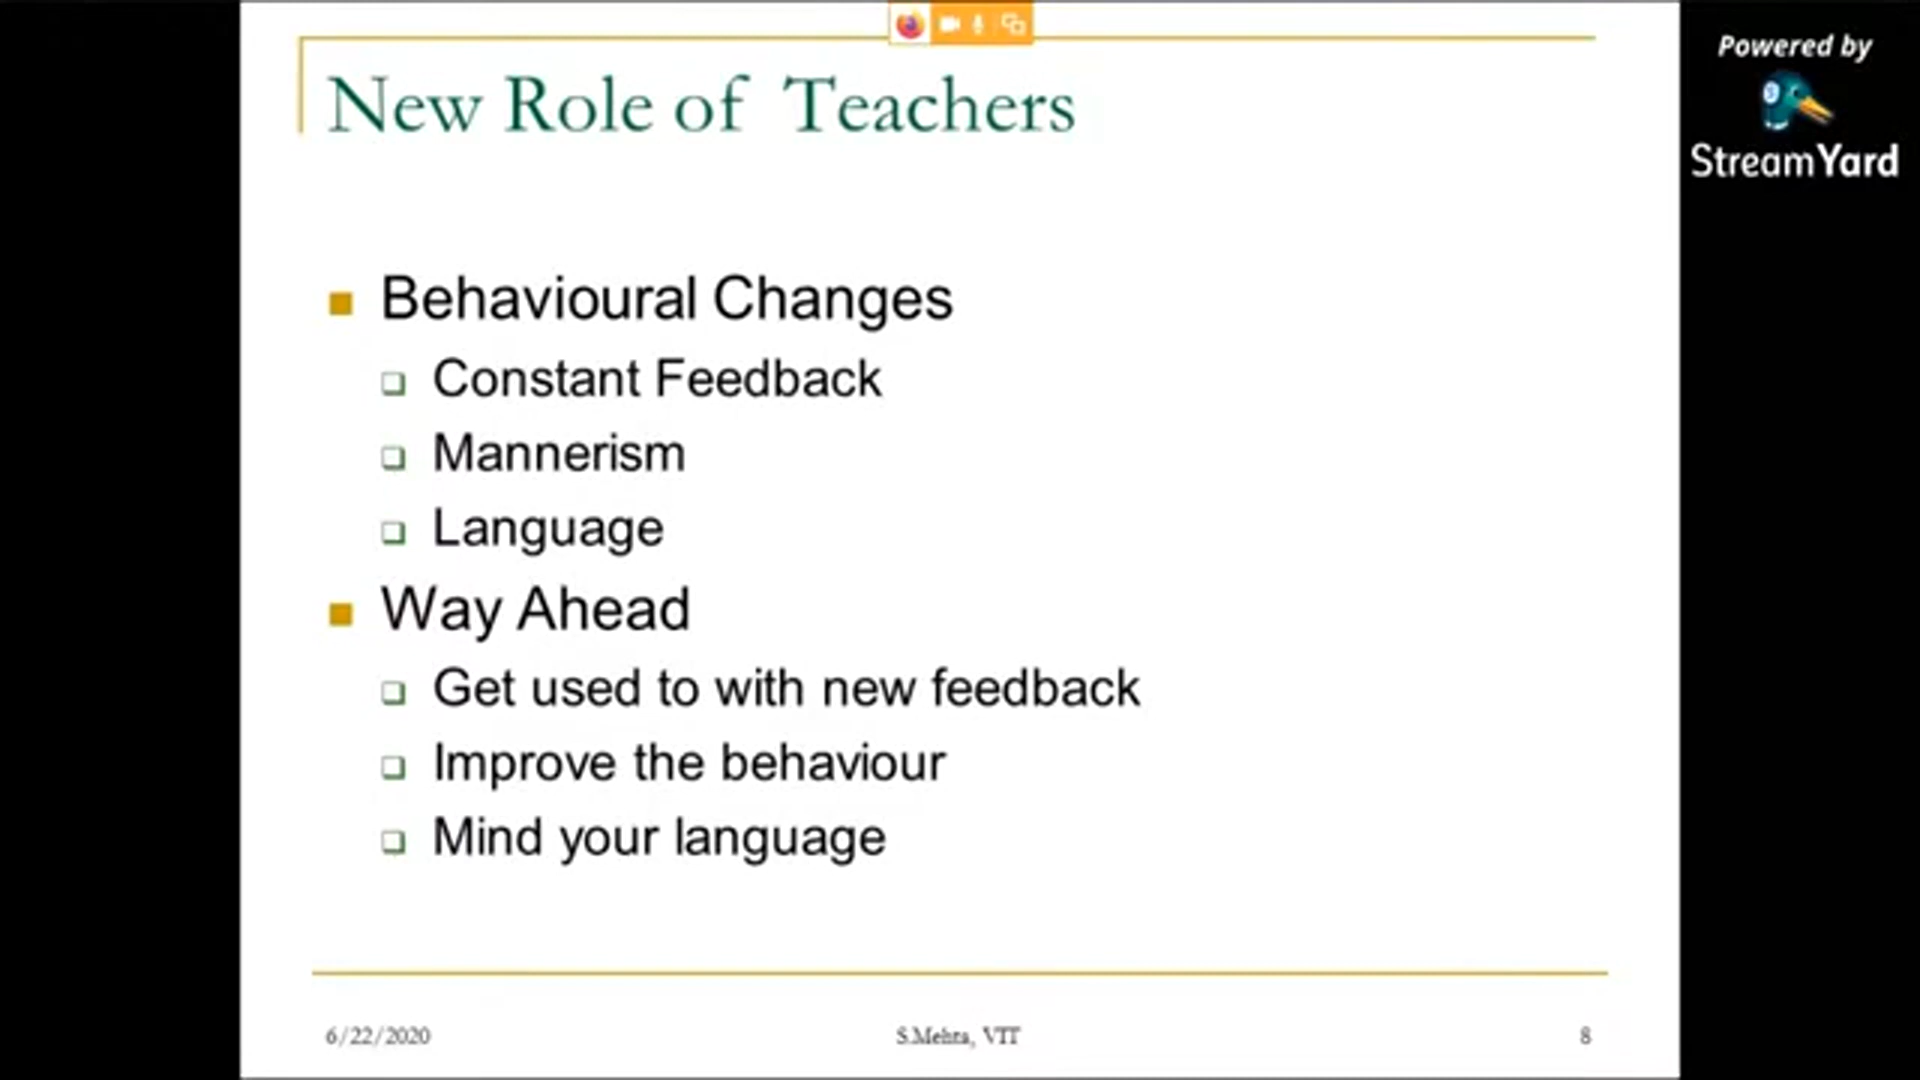 New Role of Teachers
Behavioural Changes
Constant Feedback
Mannerism
Language
Way Ahead
Get used to with new feedback
Improve the behaviour
Mind your language
6/22/2020
S.Mehta, VIT
8
Powered by
StreamYard